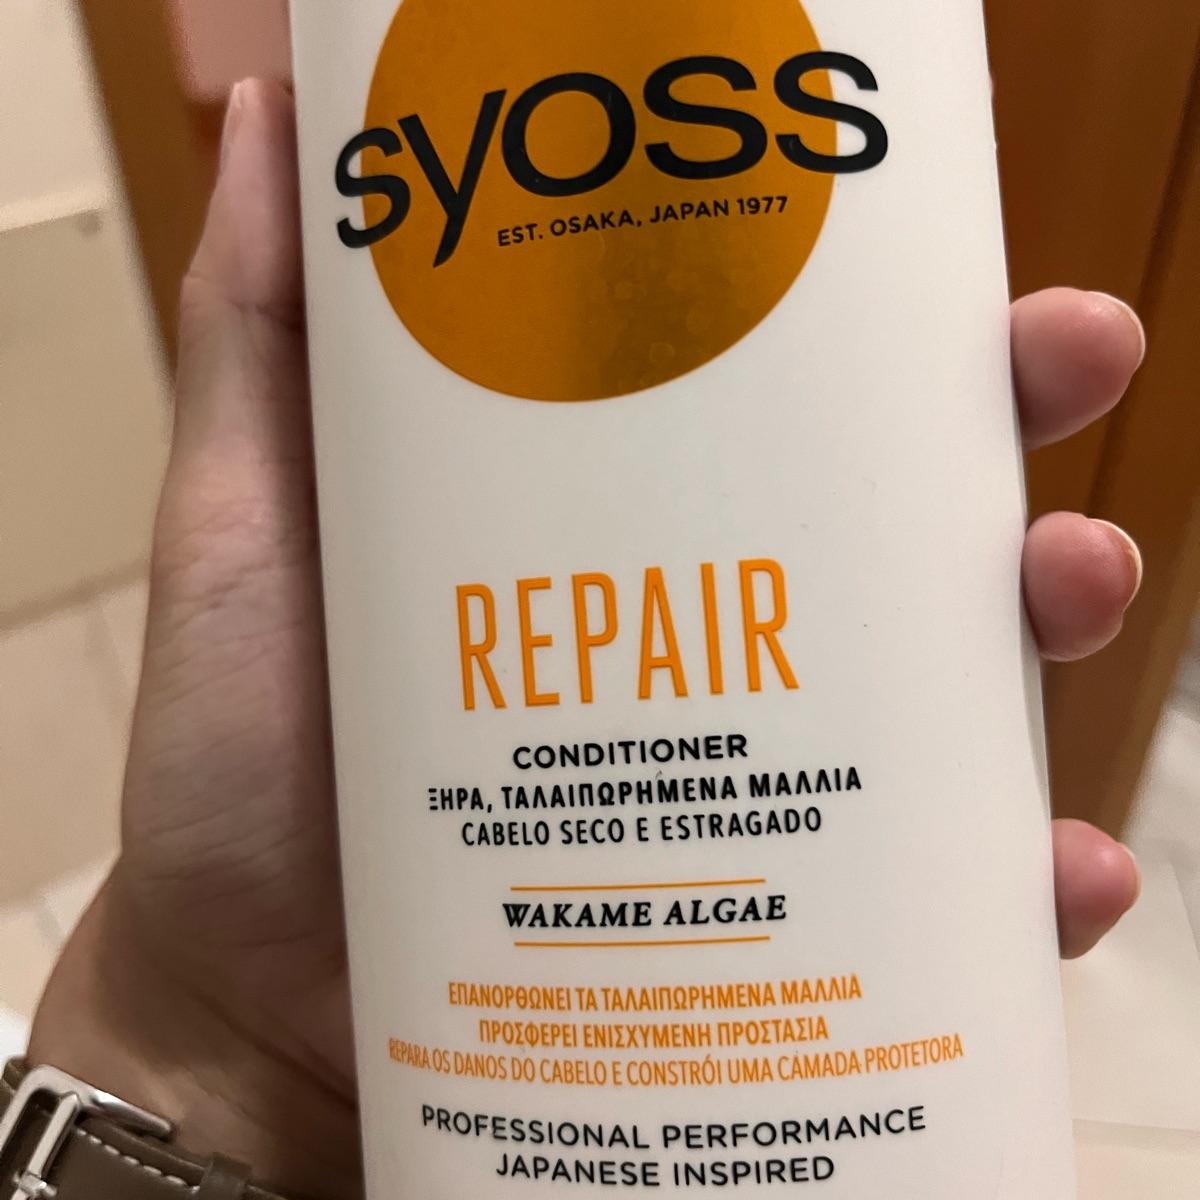 syoss
EST. OSAKA, JAPAN 1977
REPAIR
CONDITIONER
ΞΗΡΑ, ΤΑΛΑΙΠΩΡΗΜΕΝΑ ΜΑΛΛΙΑ
CABELO SECO E ESTRAGADO
WAKAME ALGAE
ΕΠΑΝΟΡΘΩΝΕΙ ΤΑ ΤΑΛΑΙΠΩΡΗΜΕΝΑ ΜΑΛΛΙΑ
ΠΡΟΣΦΕΡΕΙ ΕΝΙΣΧΥΜΕΝΗ ΠΡΟΣΤΑΣΙΑ
REPARA OS DANOS DO CABELO E CONSTRÓI UMA CAMADA PROTETORA
PROFESSIONAL PERFORMANCE
JAPANESE INSPIRED